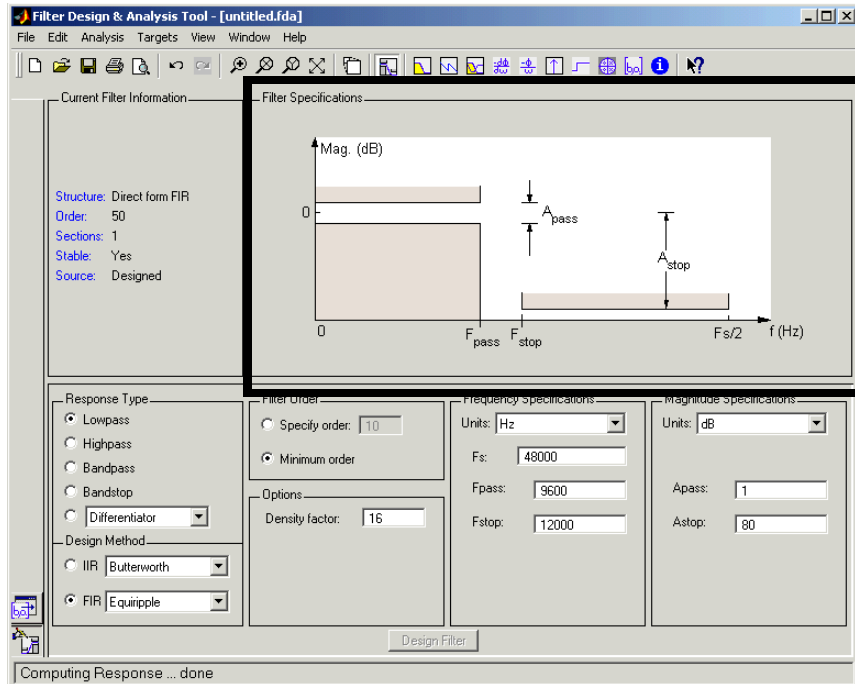 Filter Design & Analysis Tool - [untitled.fda]
File Edit Analysis Targets View Window Help
Current Filter Information
Structure: Direct form FIR
Order: 50
Sections: 1
Stable: Yes
Source: Designed
Filter Specifications
Mag. (dB)
0
Apass
Astop
0
Fpass
Fstop
Fs/2
f (Hz)
Response Type
Lowpass
Highpass
Bandpass
Bandstop
Differentiator
Design Method
IIR Butterworth
FIR Equiripple
Filter Order
Specify order: 10
Minimum order
Options
Density factor: 16
Frequency Specifications
Units: Hz
Fs: 48000
Fpass: 9600
Fstop: 12000
Magnitude Specifications
Units: dB
Apass: 1
Astop: 80
Design Filter
Computing Response ... done